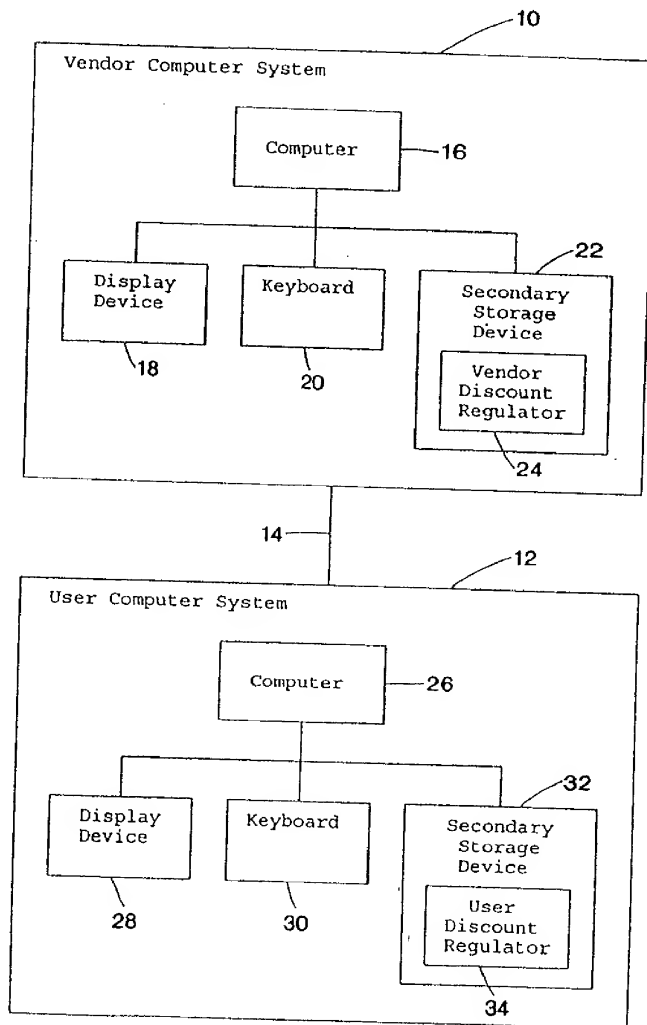 10
Vendor Computer System
Computer
16
22
Display
Device
Keyboard
Secondary
Storage
Device
18
20
Vendor
Discount
Regulator
24
14
12
User Computer System
Computer
26
32
Display
Device
Keyboard
Secondary
Storage
Device
28
30
User
Discount
Regulator
34